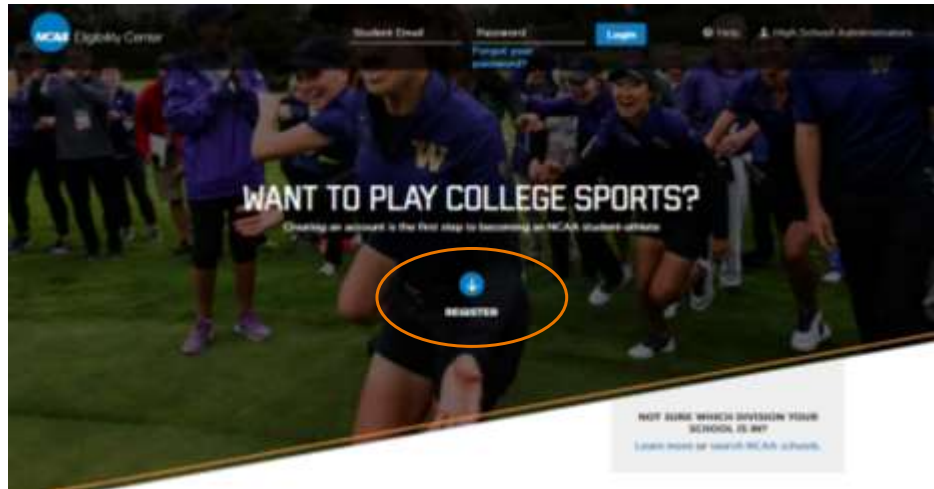 NCAA Eligibility Center
Student Email
Password
Login
Help
High School Administrators
Forgot your
password?
W
W
WANT TO PLAY COLLEGE SPORTS?
Creating an account is the first step to becoming an NCAA student-athlete
REGISTER
NOT SURE WHICH DIVISION YOUR
SCHOOL IS IN?
Learn more or search NCAA schools.